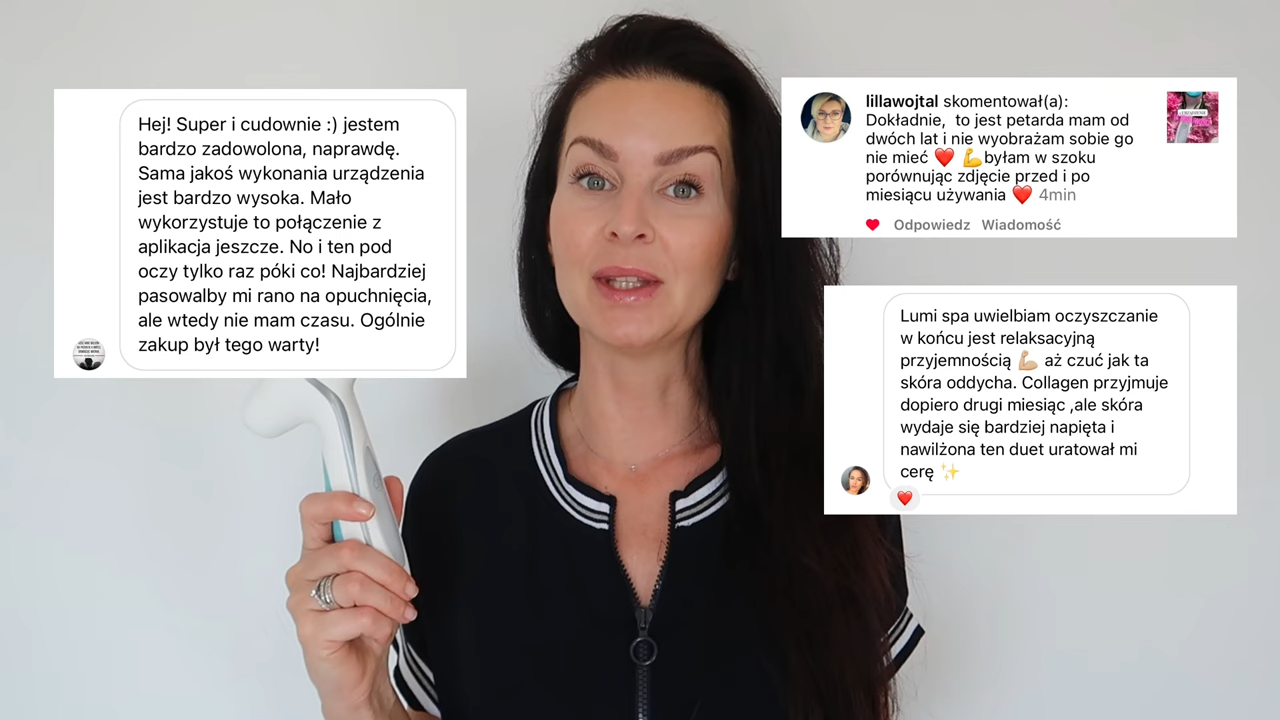 Hej! Super i cudownie :) jestem
bardzo zadowolona, naprawdę.
Sama jakoś wykonania urządzenia
jest bardzo wysoka. Mało
wykorzystuje to połączenie z
aplikacja jeszcze. No i ten pod
oczy tylko raz póki co! Najbardziej
pasowalby mi rano na opuchnięcia,
ale wtedy nie mam czasu. Ogólnie
zakup był tego warty!
lillawojtal skomentował(a):
Dokładnie, to jest petarda mam od
dwóch lat i nie wyobrażam sobie go
nie mieć ❤️ 💪byłam w szoku
porównując zdjęcie przed i po
miesiącu używania ❤️ 4min
Odpowiedz Wiadomość
Lumi spa uwielbiam oczyszczanie
w końcu jest relaksacyjną
przyjemnością 💪🏼 aż czuć jak ta
skóra oddycha. Collagen przyjmuje
dopiero drugi miesiąc ,ale skóra
wydaje się bardziej napięta i
nawilżona ten duet uratował mi
cerę ✨